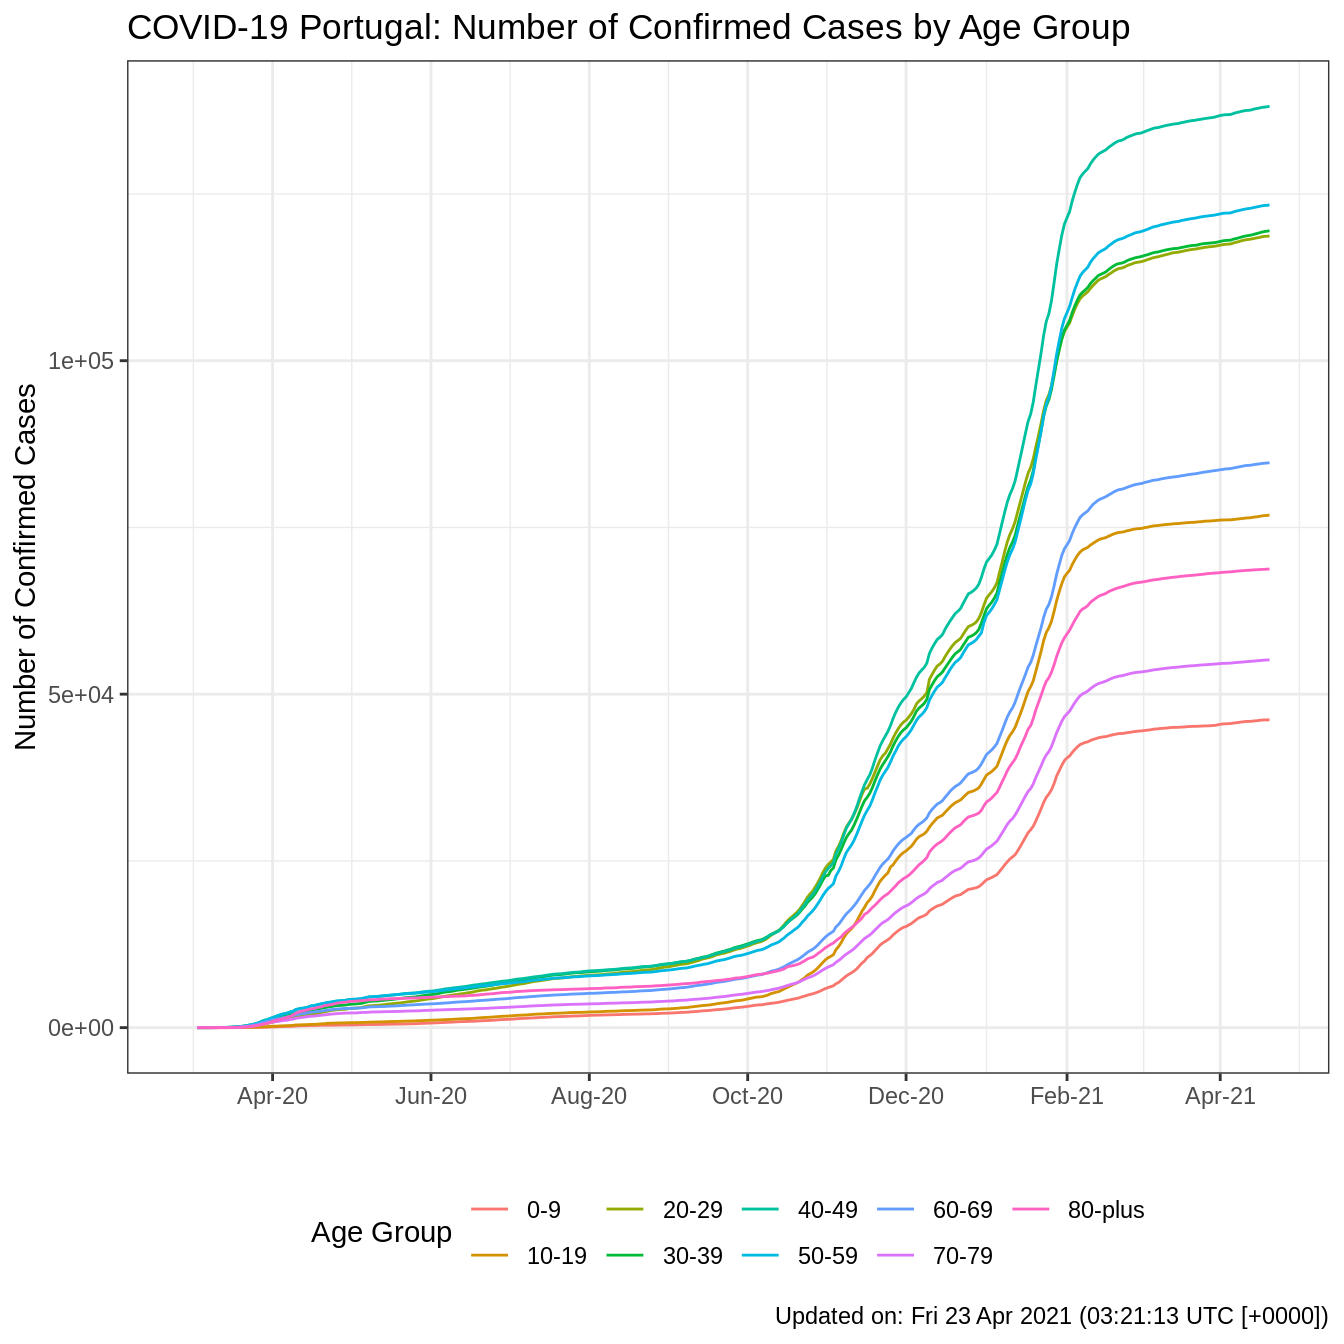 COVID-19 Portugal: Number of Confirmed Cases by Age Group
Number of Confirmed Cases
1e+05
5e+04
0e+00
Apr-20 Jun-20 Aug-20 Oct-20 Dec-20 Feb-21 Apr-21
Age Group
0-9 20-29 40-49 60-69 80-plus
10-19 30-39 50-59 70-79
Updated on: Fri 23 Apr 2021 (03:21:13 UTC [+0000])